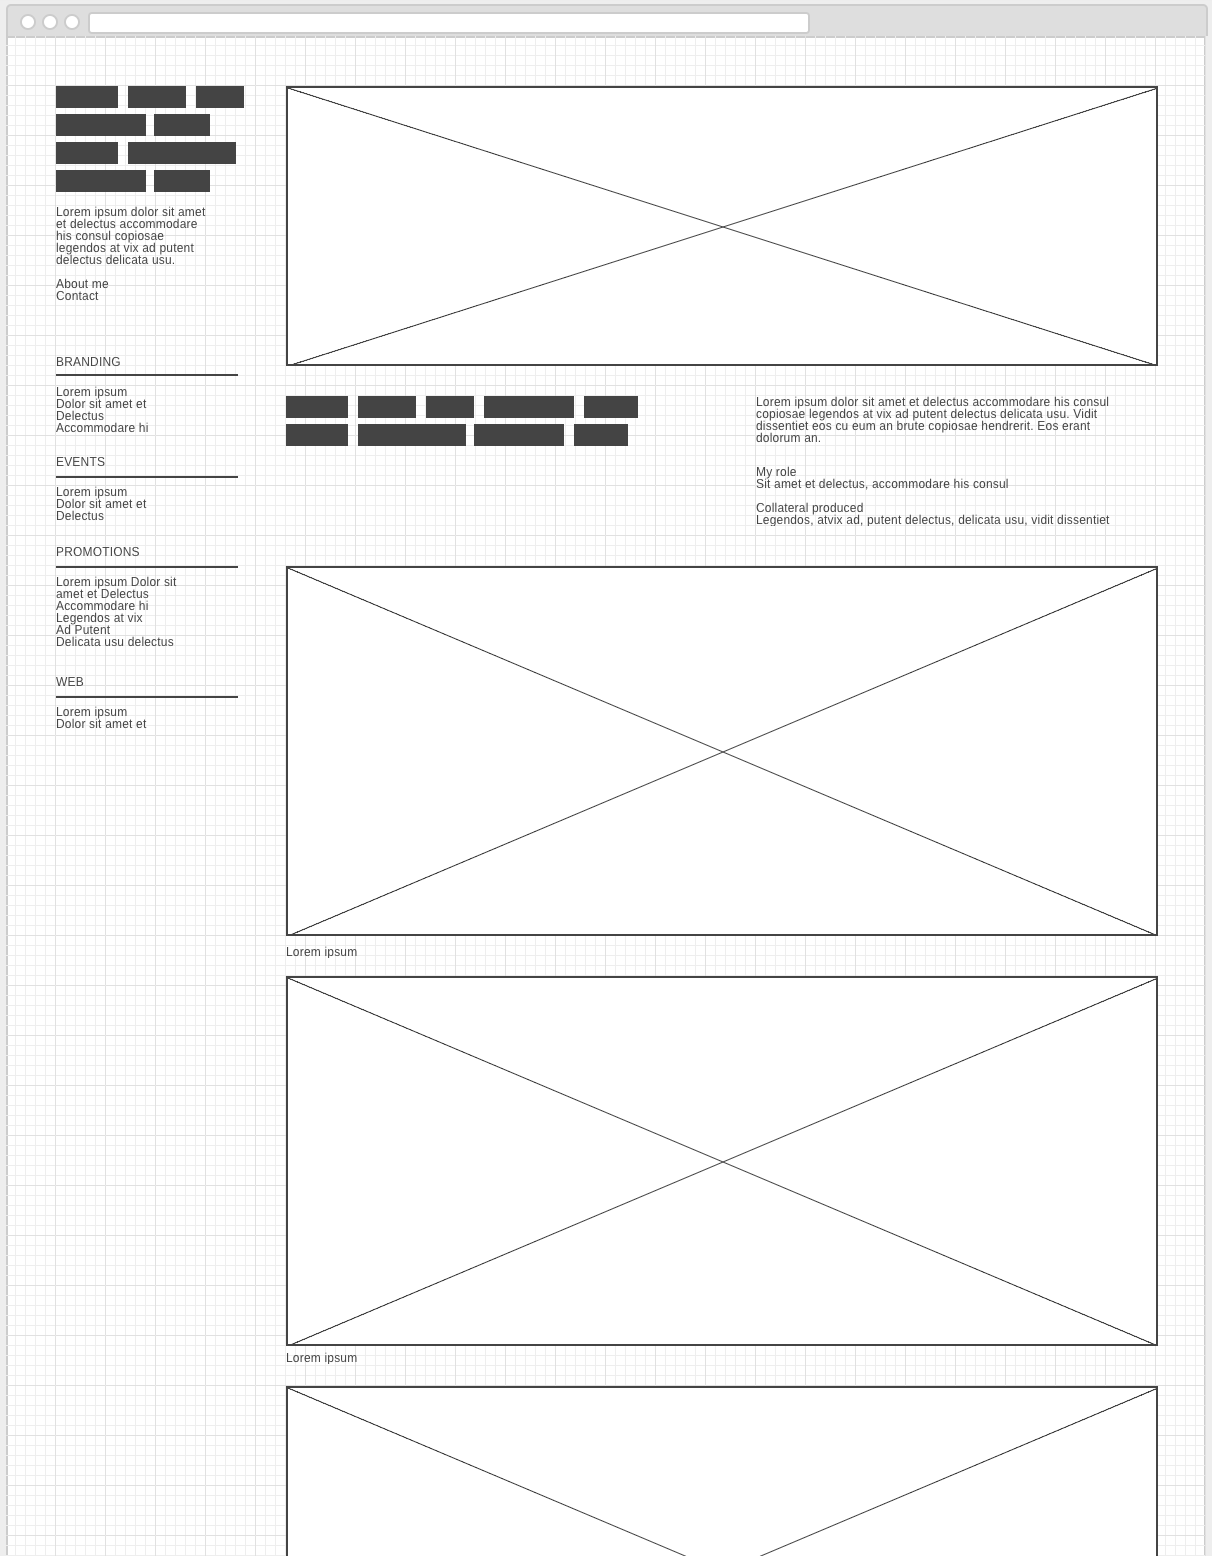 Lorem ipsum dolor sit amet
et delectus accommodare
his consul copiosae
legendos at vix ad putent
delectus delicata usu.
About me
Contact
BRANDING
Lorem ipsum
Dolor sit amet et
Delectus
Accommodare hi
EVENTS
Lorem ipsum
Dolor sit amet et
Delectus
PROMOTIONS
Lorem ipsum Dolor sit
amet et Delectus
Accommodare hi
Legendos at vix
Ad Putent
Delicata usu delectus
WEB
Lorem ipsum
Dolor sit amet et
Lorem ipsum dolor sit amet et delectus accommodare his consul
copiosae legendos at vix ad putent delectus delicata usu. Vidit
dissentiet eos cu eum an brute copiosae hendrerit. Eos erant
dolorum an.
My role
Sit amet et delectus, accommodare his consul
Collateral produced
Legendos, atvix ad, putent delectus, delicata usu, vidit dissentiet
Lorem ipsum
Lorem ipsum